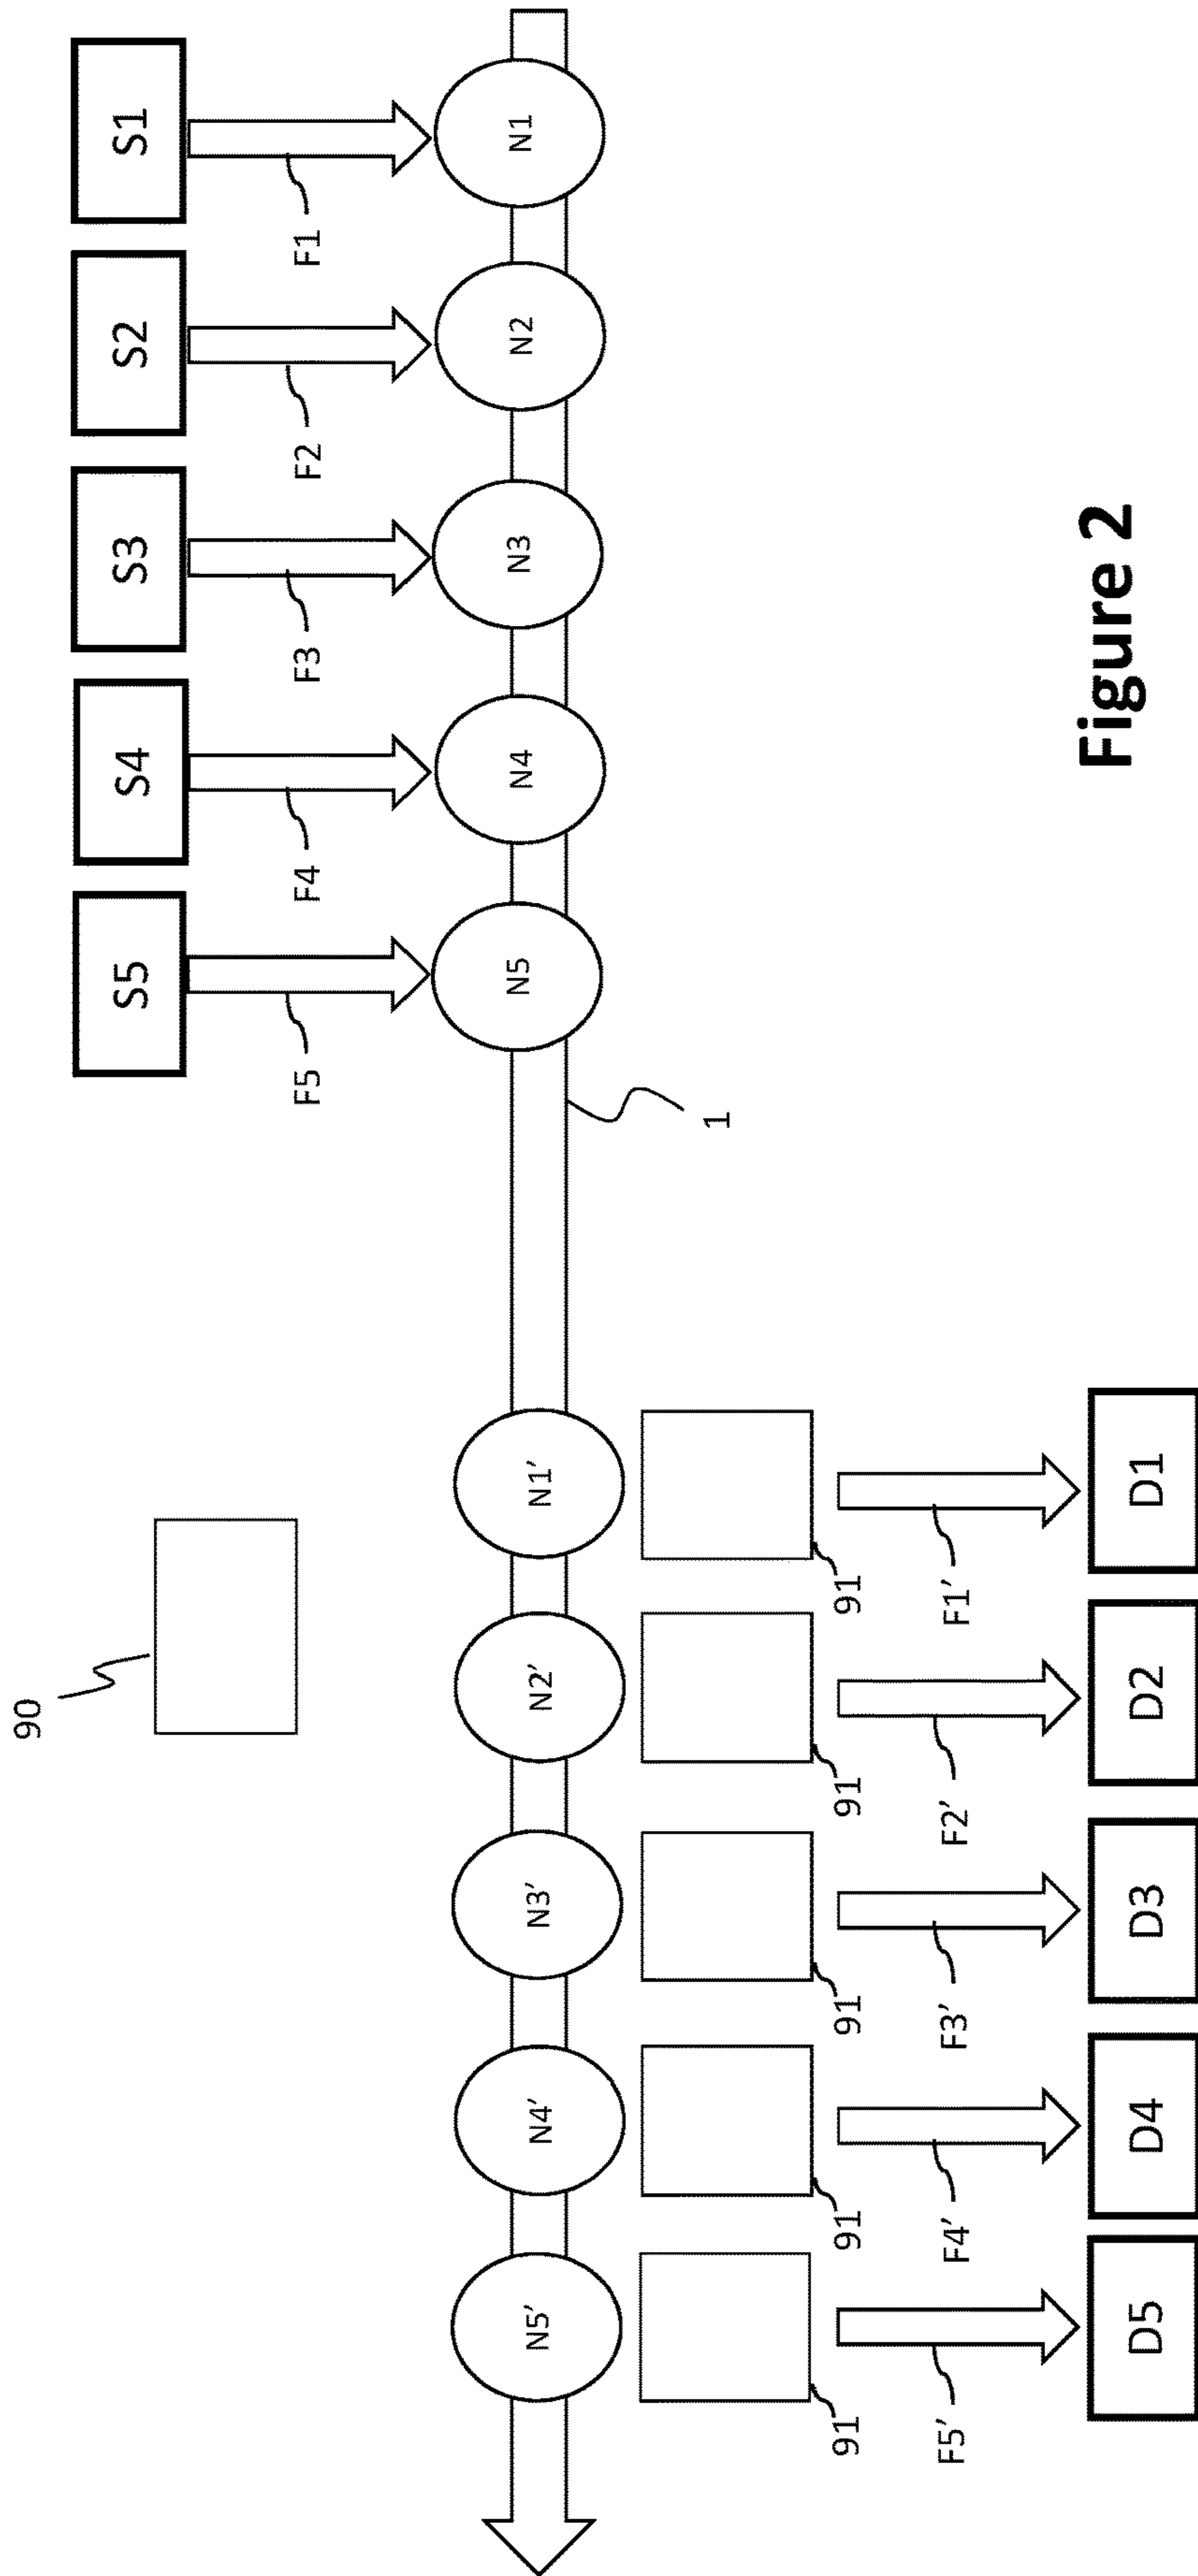 S5
S4
S3
S2
S1
F5
F4
F3
F2
F1
N5
N4
N3
N2
N1
1
90
N5′
N4′
N3′
N2′
N1′
91
91
91
91
91
F5′
F4′
F3′
F2′
F1′
D5
D4
D3
D2
D1
Figure 2